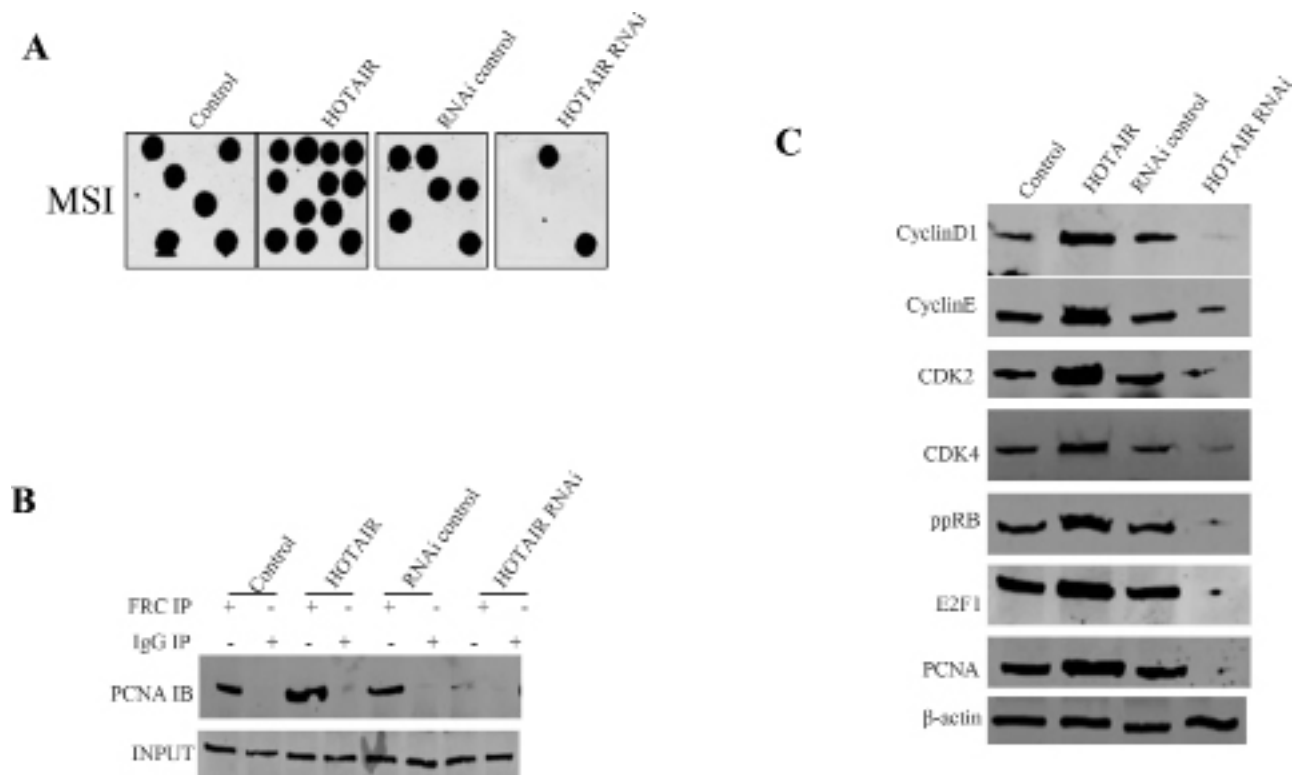 A
Control
HOTAIR
RNAi control
HOTAIR RNAi
MSI
B
Control
HOTAIR
RNAi control
HOTAIR RNAi
FRC IP + - + - + - + -
IgG IP - + - + - + - +
PCNA IB
INPUT
C
Control
HOTAIR
RNAi control
HOTAIR RNAi
CyclinD1
CyclinE
CDK2
CDK4
ppRB
E2F1
PCNA
β-actin